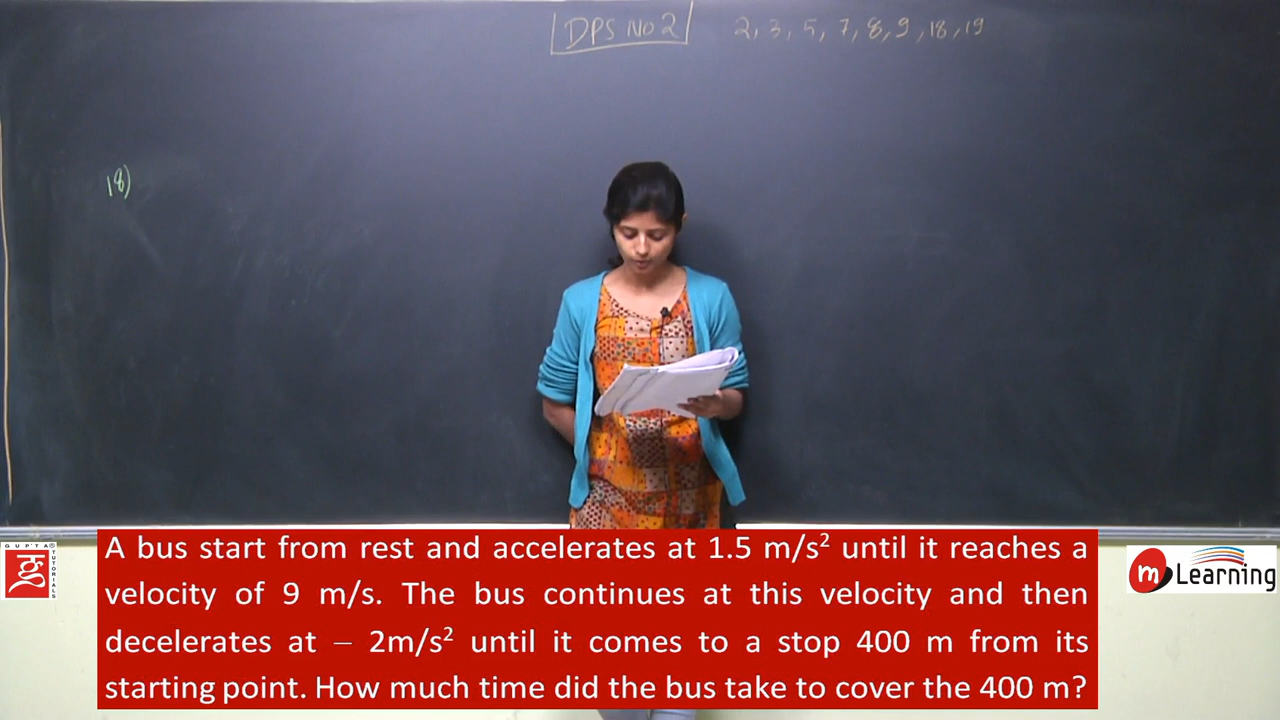 DPS NO 2
2, 3, 5, 7, 8, 9, 18, 19
18)
A bus start from rest and accelerates at 1.5 m/s² until it reaches a
velocity of 9 m/s. The bus continues at this velocity and then
decelerates at – 2m/s² until it comes to a stop 400 m from its
starting point. How much time did the bus take to cover the 400 m?
GUPTA
TUTORIALS
m Learning